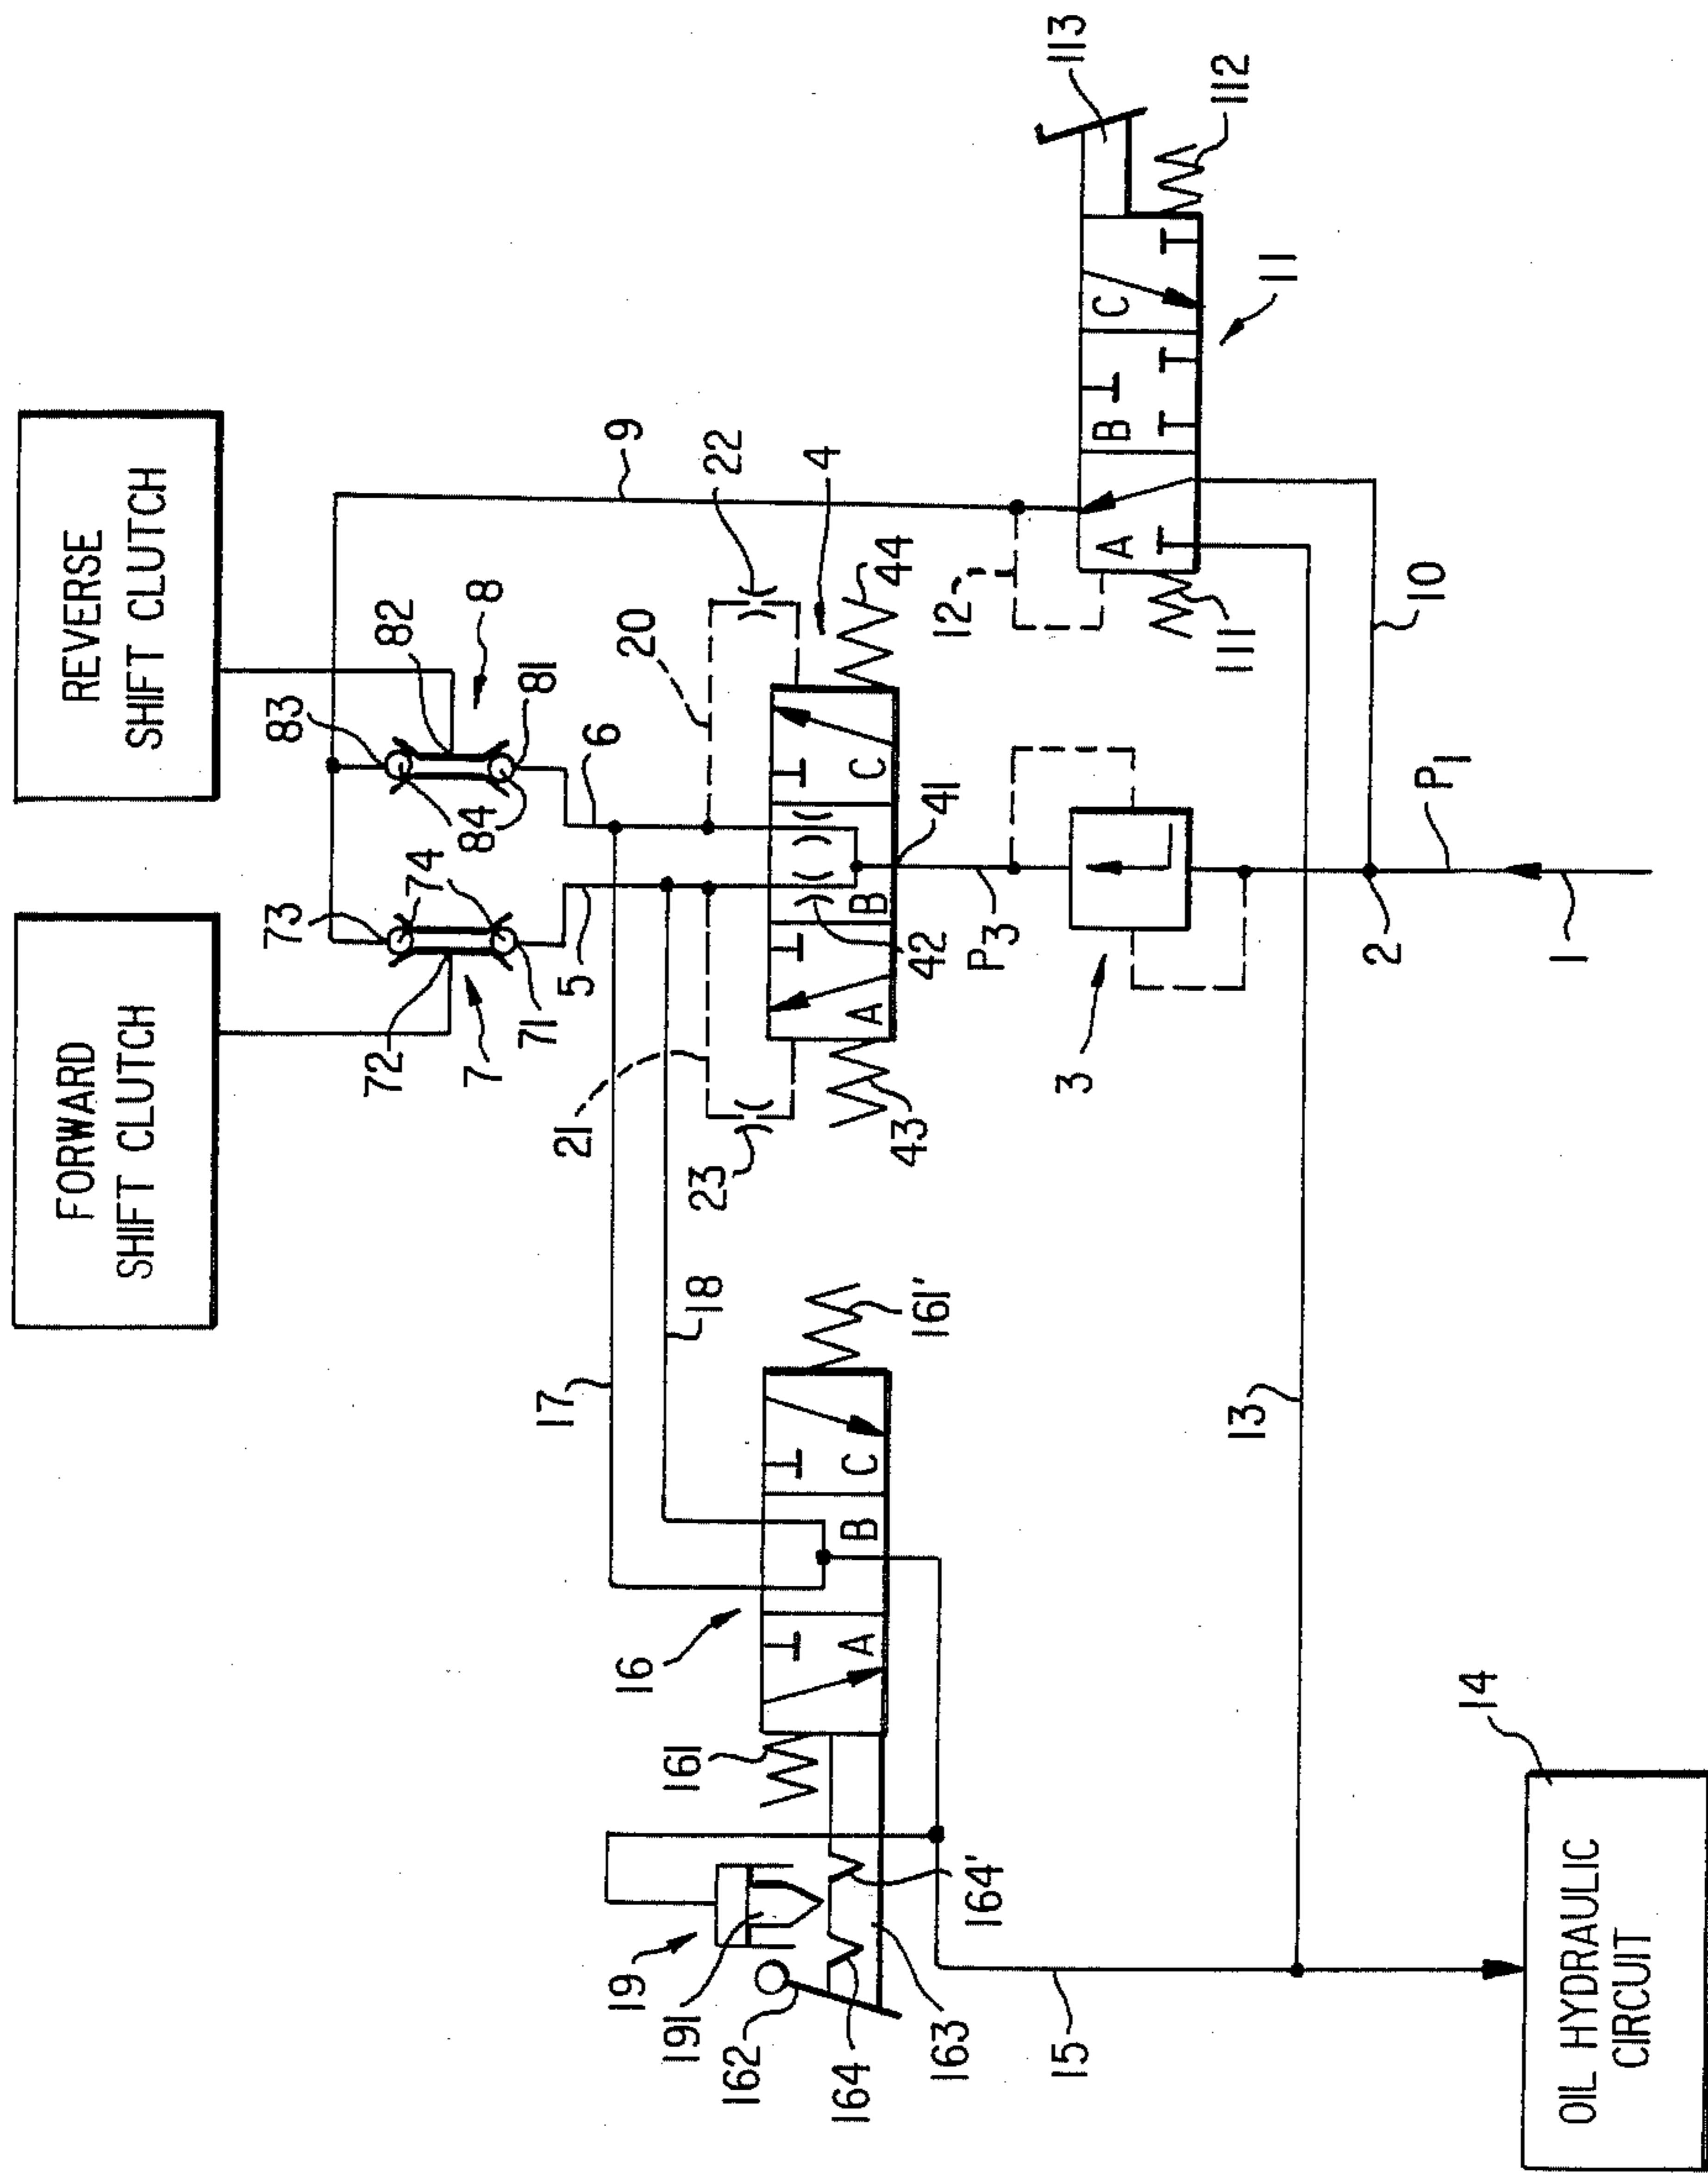 FORWARD
SHIFT CLUTCH
REVERSE
SHIFT CLUTCH
73
74
72
7
71
83
84
82
8
81
9
5
6
17
18
21
20
23
22
4
43
44
A
B
C
42
41
P3
3
16
161
161'
A
B
C
19
191
162
164
163
164'
15
13
12
111
A
B
C
11
113
112
10
2
P1
1
14
OIL HYDRAULIC
CIRCUIT